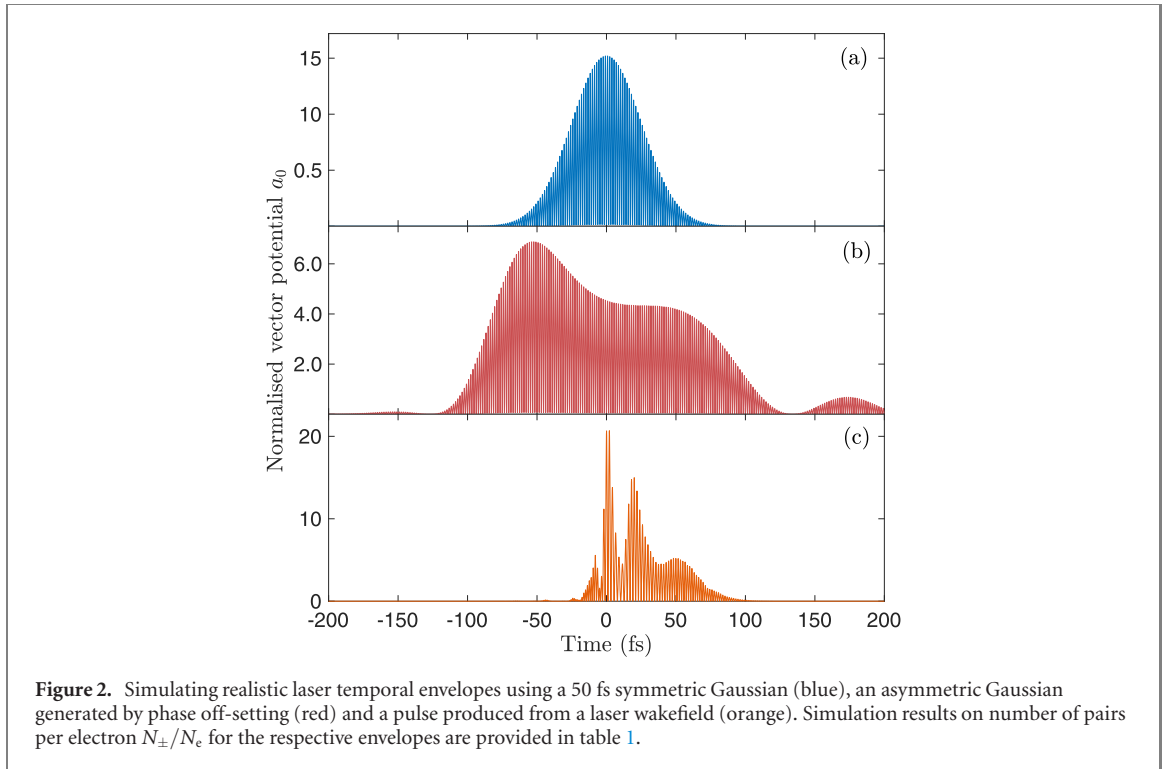 (a)
15
10
0.5
(b)
6.0
4.0
2.0
(c)
20
10
0
Normalised vector potential a₀
-200 -150 -100 -50 0 50 100 150 200
Time (fs)
Figure 2. Simulating realistic laser temporal envelopes using a 50 fs symmetric Gaussian (blue), an asymmetric Gaussian
generated by phase off-setting (red) and a pulse produced from a laser wakefield (orange). Simulation results on number of pairs
per electron N±/Nₑ for the respective envelopes are provided in table 1.